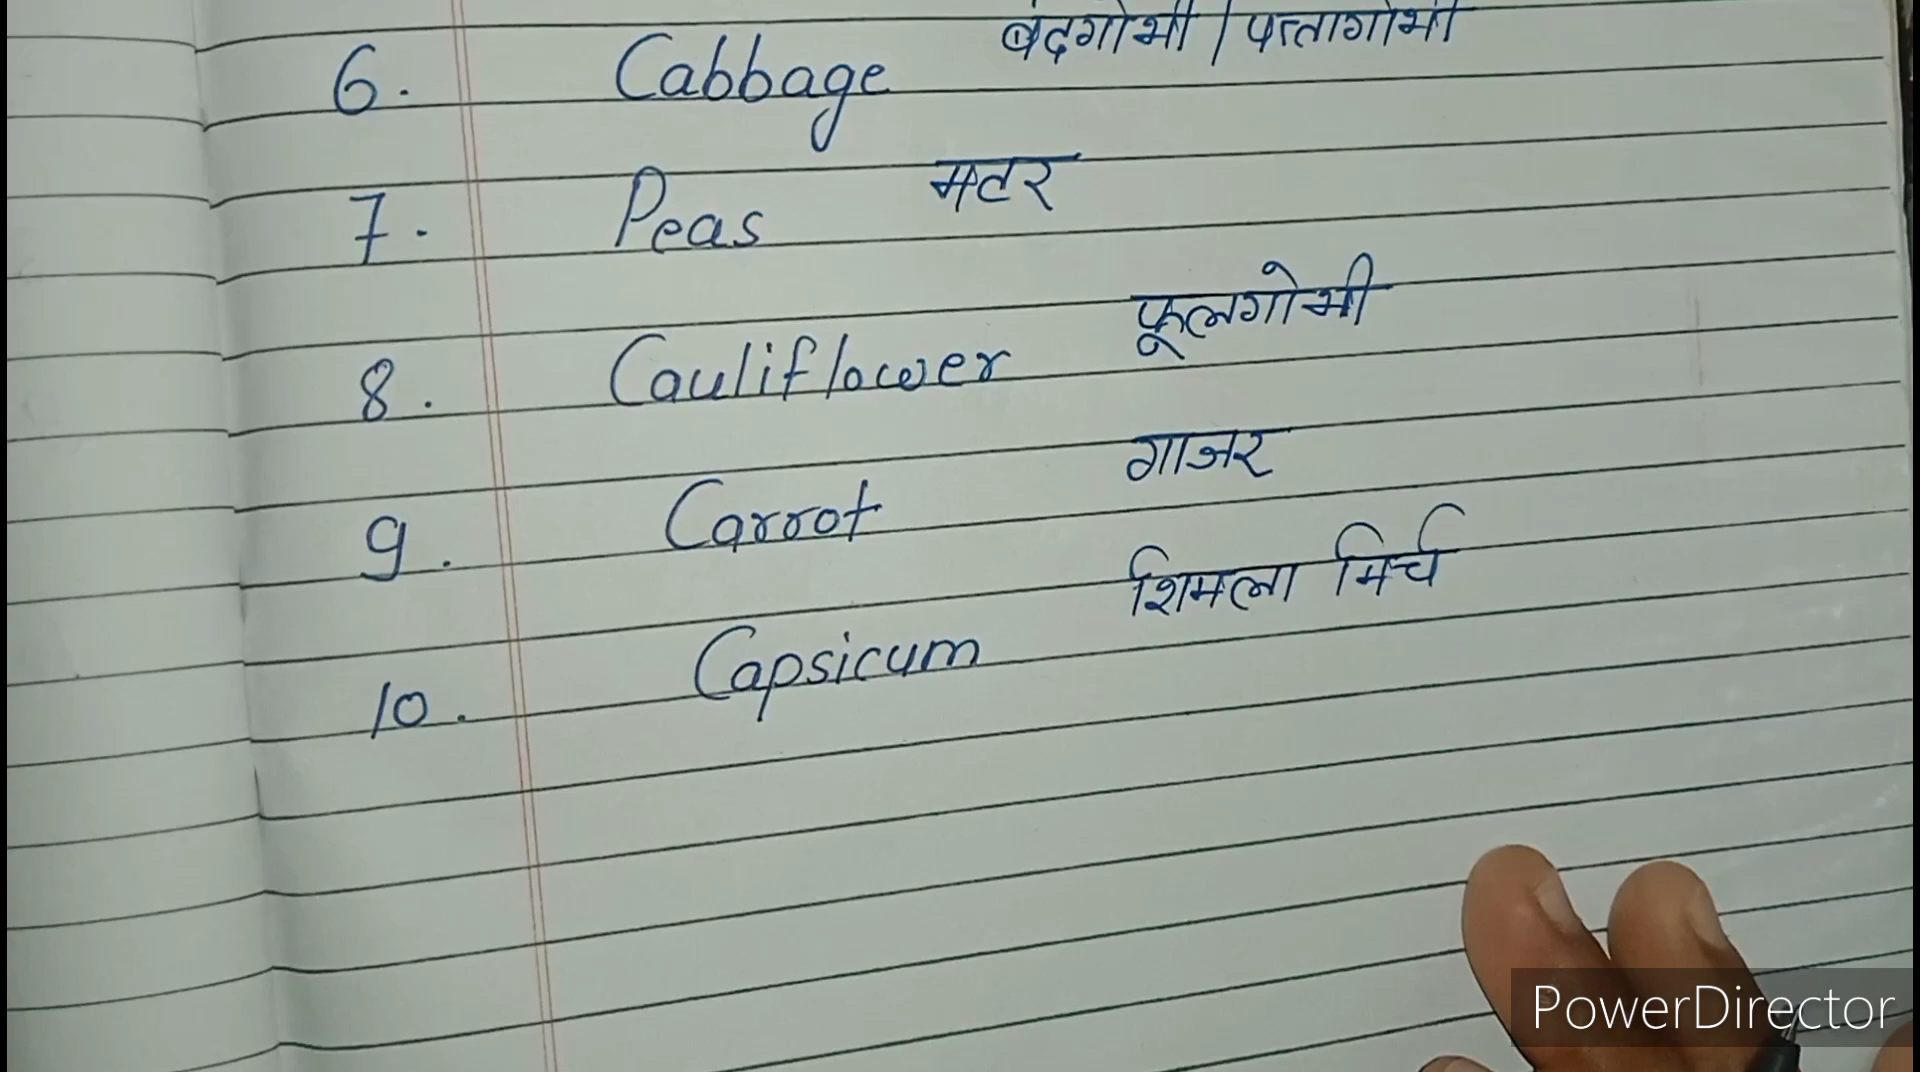 6. Cabbage बंदगोभी / पत्तागोभी
7. Peas मटर
8. Cauliflower फूलगोभी
9. Carrot गाजर
10. Capsicum शिमला मिर्च
PowerDirector